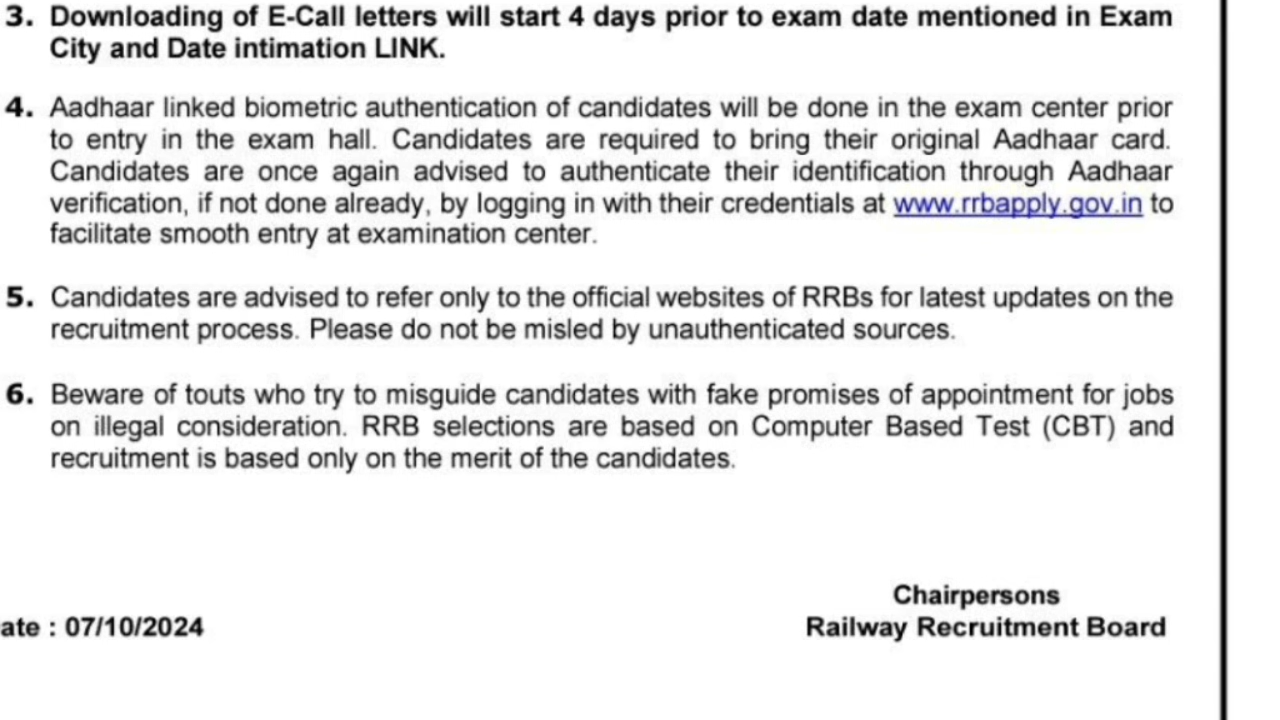 3. Downloading of E-Call letters will start 4 days prior to exam date mentioned in Exam
City and Date intimation LINK.
4. Aadhaar linked biometric authentication of candidates will be done in the exam center prior
to entry in the exam hall. Candidates are required to bring their original Aadhaar card.
Candidates are once again advised to authenticate their identification through Aadhaar
verification, if not done already, by logging in with their credentials at www.rrbapply.gov.in to
facilitate smooth entry at examination center.
5. Candidates are advised to refer only to the official websites of RRBs for latest updates on the
recruitment process. Please do not be misled by unauthenticated sources.
6. Beware of touts who try to misguide candidates with fake promises of appointment for jobs
on illegal consideration. RRB selections are based on Computer Based Test (CBT) and
recruitment is based only on the merit of the candidates.
Chairpersons
ate : 07/10/2024 Railway Recruitment Board